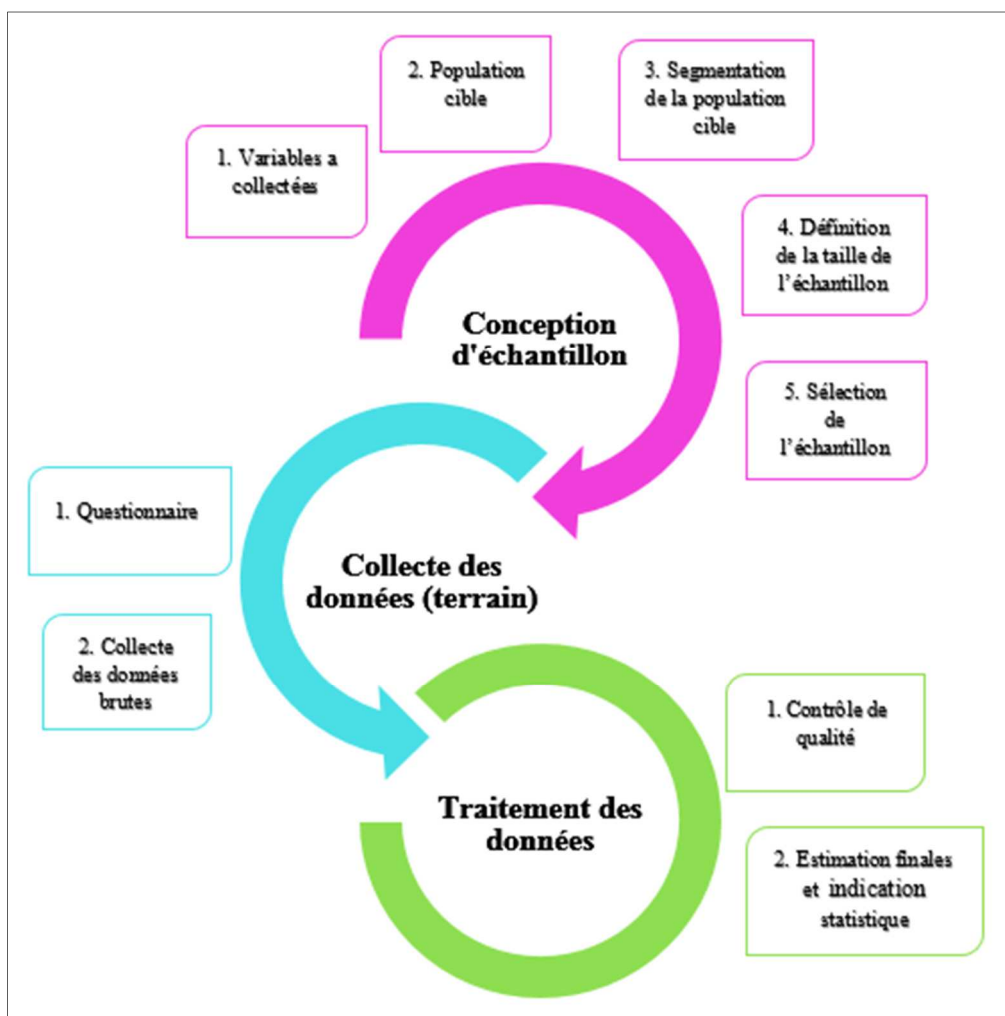 1. Variables a
collectées
2. Population
cible
3. Segmentation
de la population
cible
4. Définition
de la taille de
l’échantillon
5. Sélection
de
l’échantillon
Conception
d'échantillon
1. Questionnaire
2. Collecte
des données
brutes
Collecte des
données (terrain)
1. Contrôle de
qualité
2. Estimation finales
et indication
statistique
Traitement des
données